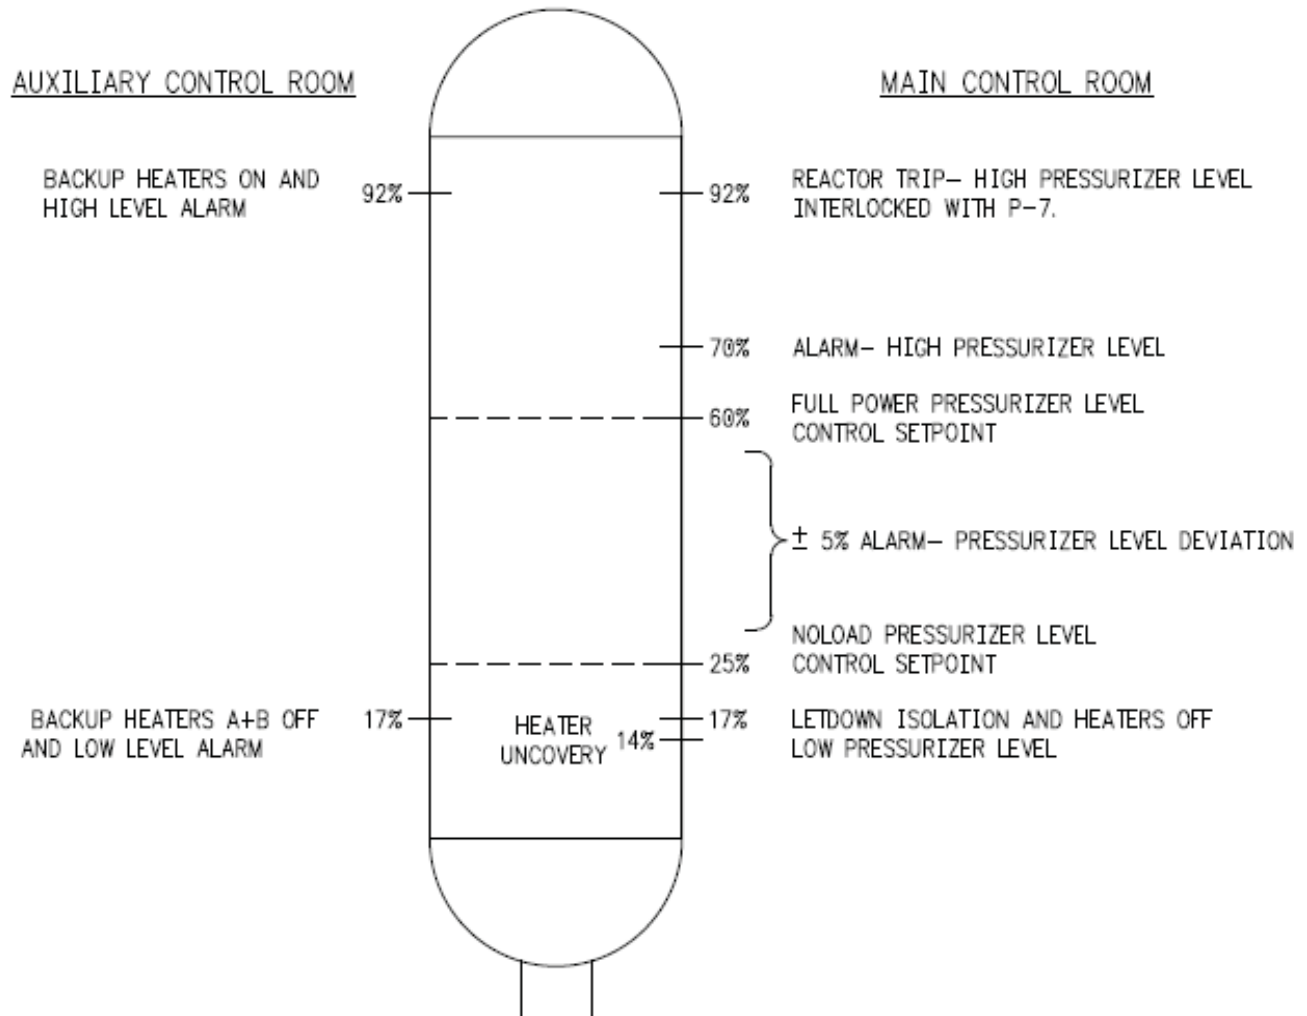 AUXILIARY CONTROL ROOM
MAIN CONTROL ROOM
BACKUP HEATERS ON AND
HIGH LEVEL ALARM
92%
92%
REACTOR TRIP– HIGH PRESSURIZER LEVEL
INTERLOCKED WITH P–7.
70%
ALARM– HIGH PRESSURIZER LEVEL
60%
FULL POWER PRESSURIZER LEVEL
CONTROL SETPOINT
± 5% ALARM– PRESSURIZER LEVEL DEVIATION
25%
NOLOAD PRESSURIZER LEVEL
CONTROL SETPOINT
BACKUP HEATERS A+B OFF
AND LOW LEVEL ALARM
17%
HEATER
UNCOVERY
14%
17%
LETDOWN ISOLATION AND HEATERS OFF
LOW PRESSURIZER LEVEL